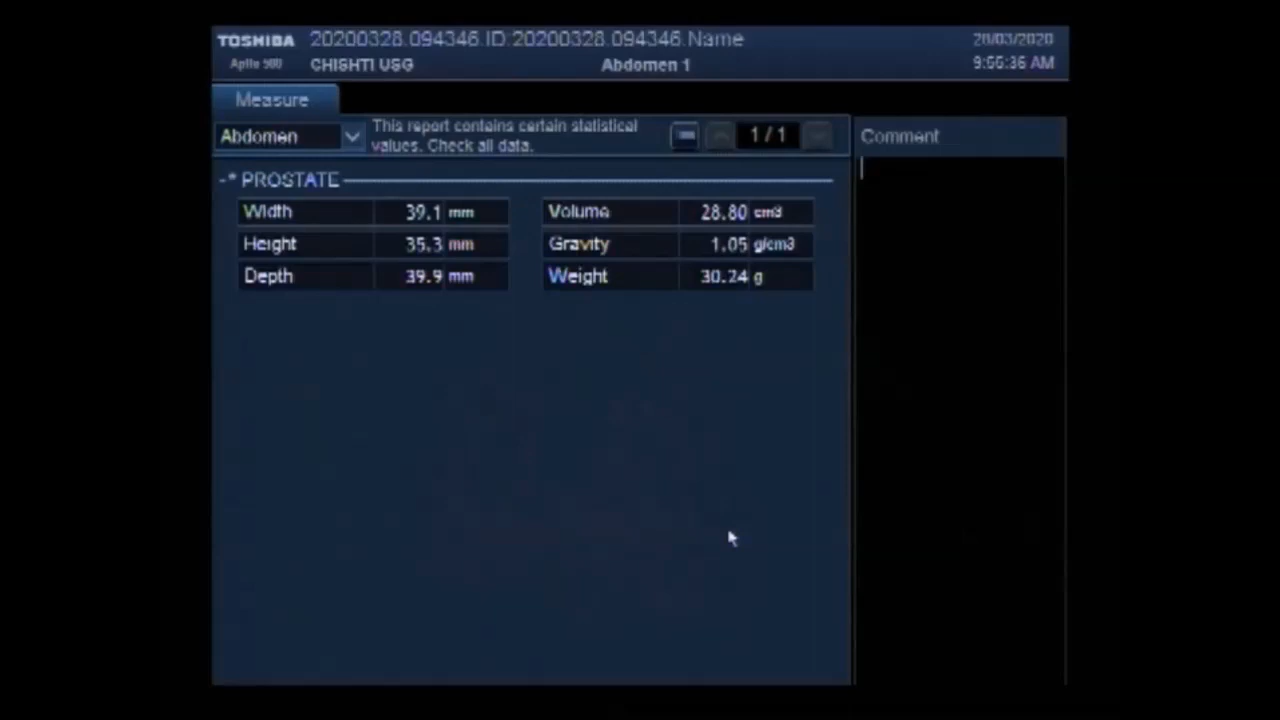 TOSHIBA 20200328.094346.ID:20200328.094346.Name 28/03/2020
Aplio 500 CHISHTI USG Abdomen 1 9:55:36 AM
Measure
Abdomen This report contains certain statistical values. Check all data. 1 / 1 Comment
-* PROSTATE
Width 39.1 mm Volume 28.80 cm3
Height 35.3 mm Gravity 1.05 g/cm3
Depth 39.9 mm Weight 30.24 g